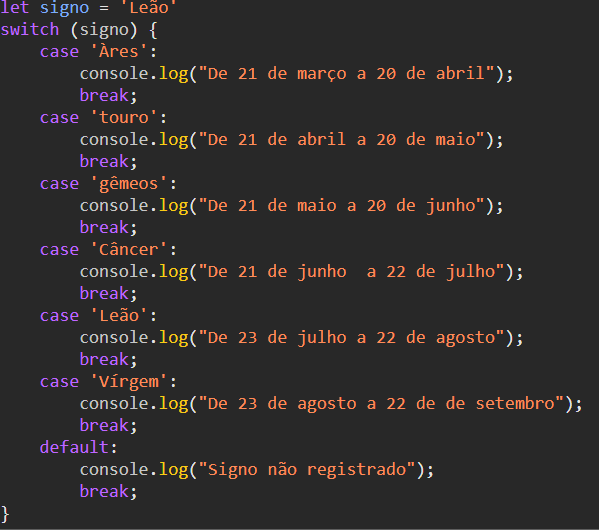 let signo = 'Leão'
switch (signo) {
    case 'Àres':
        console.log("De 21 de março a 20 de abril");
        break;
    case 'touro':
        console.log("De 21 de abril a 20 de maio");
        break;
    case 'gêmeos':
        console.log("De 21 de maio a 20 de junho");
        break;
    case 'Câncer':
        console.log("De 21 de junho  a 22 de julho");
        break;
    case 'Leão':
        console.log("De 23 de julho a 22 de agosto");
        break;
    case 'Vírgem':
        console.log("De 23 de agosto a 22 de de setembro");
        break;
    default:
        console.log("Signo não registrado");
        break;
}